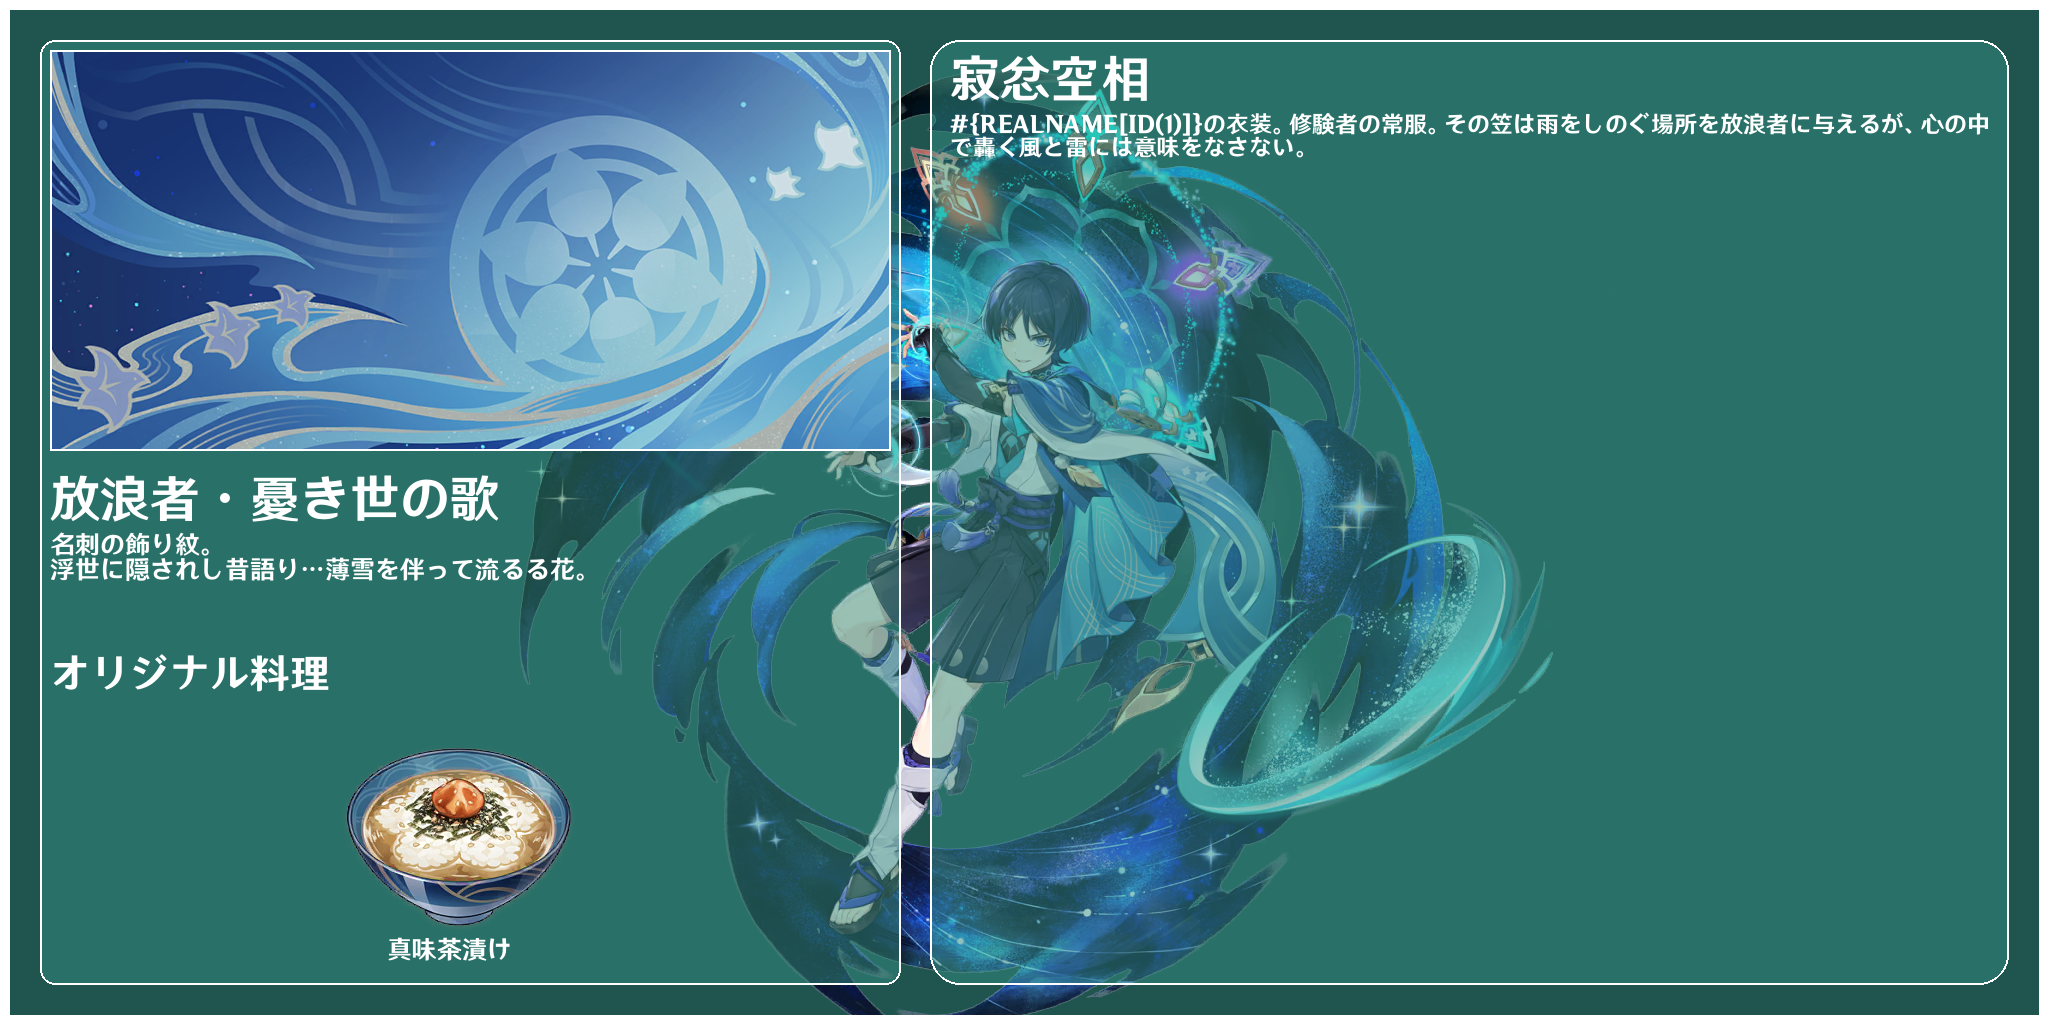 放浪者・憂き世の歌
名刺の飾り紋。
浮世に隠されし昔語り…薄雪を伴って流るる花。
オリジナル料理
真味茶漬け
寂忿空相
#{REALNAME[ID(1)]}の衣装。修験者の常服。その笠は雨をしのぐ場所を放浪者に与えるが、心の中
で轟く風と雷には意味をなさない。